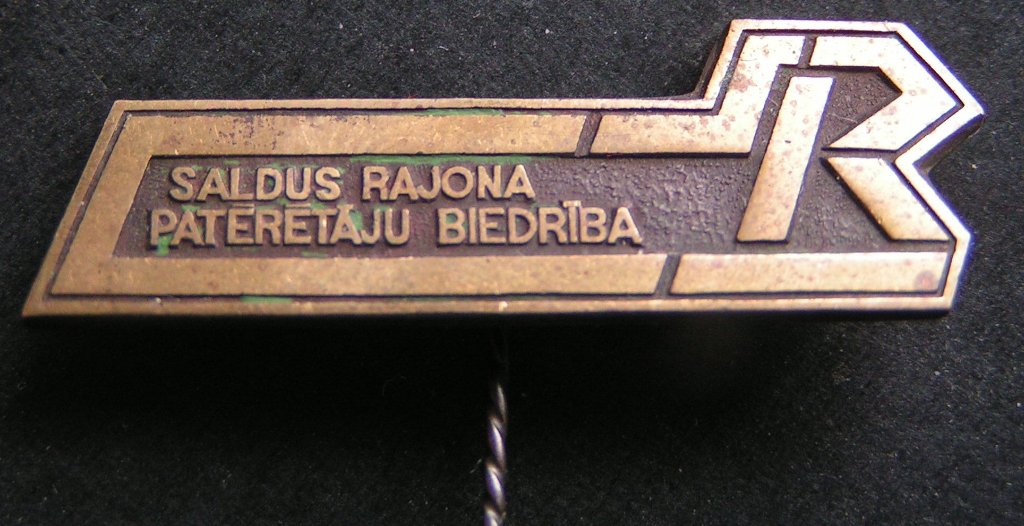 SALDUS RAJONA
PATĒRĒTĀJU BIEDRĪBA
R